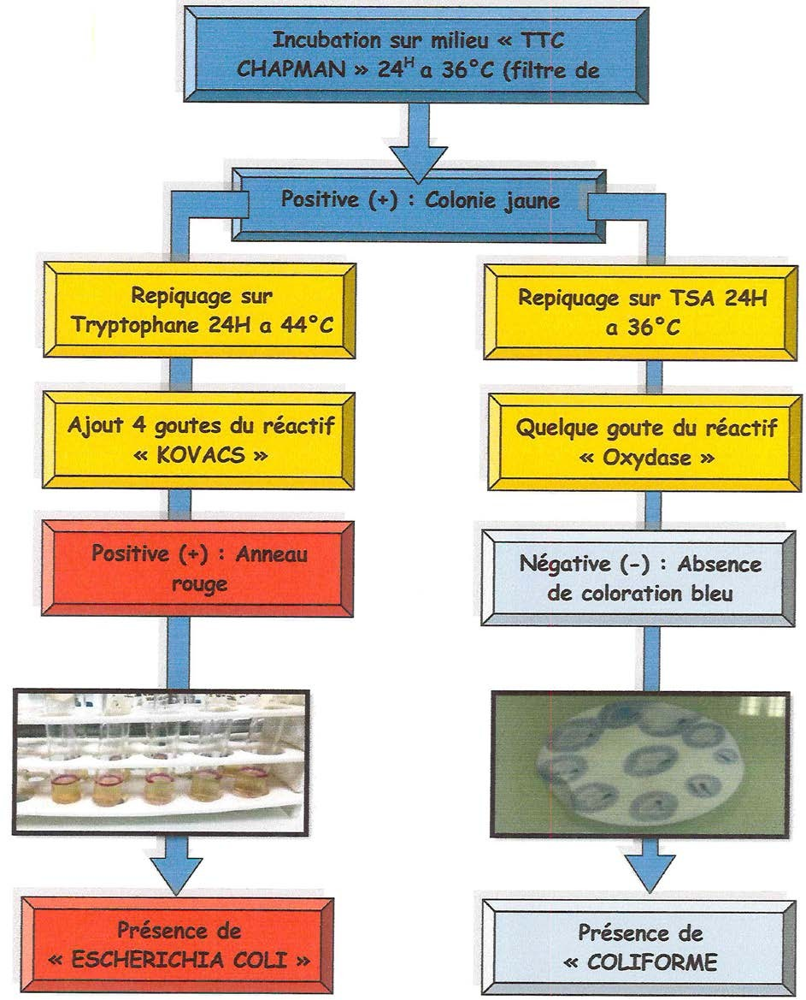 Incubation sur milieu « TTC
CHAPMAN » 24H a 36°C (filtre de
Positive (+) : Colonie jaune
Repiquage sur
Tryptophane 24H a 44°C
Repiquage sur TSA 24H
a 36°C
Ajout 4 goutes du réactif
« KOVACS »
Quelque goute du réactif
« Oxydase »
Positive (+) : Anneau
rouge
Négative (-) : Absence
de coloration bleu
Présence de
« ESCHERICHIA COLI »
Présence de
« COLIFORME